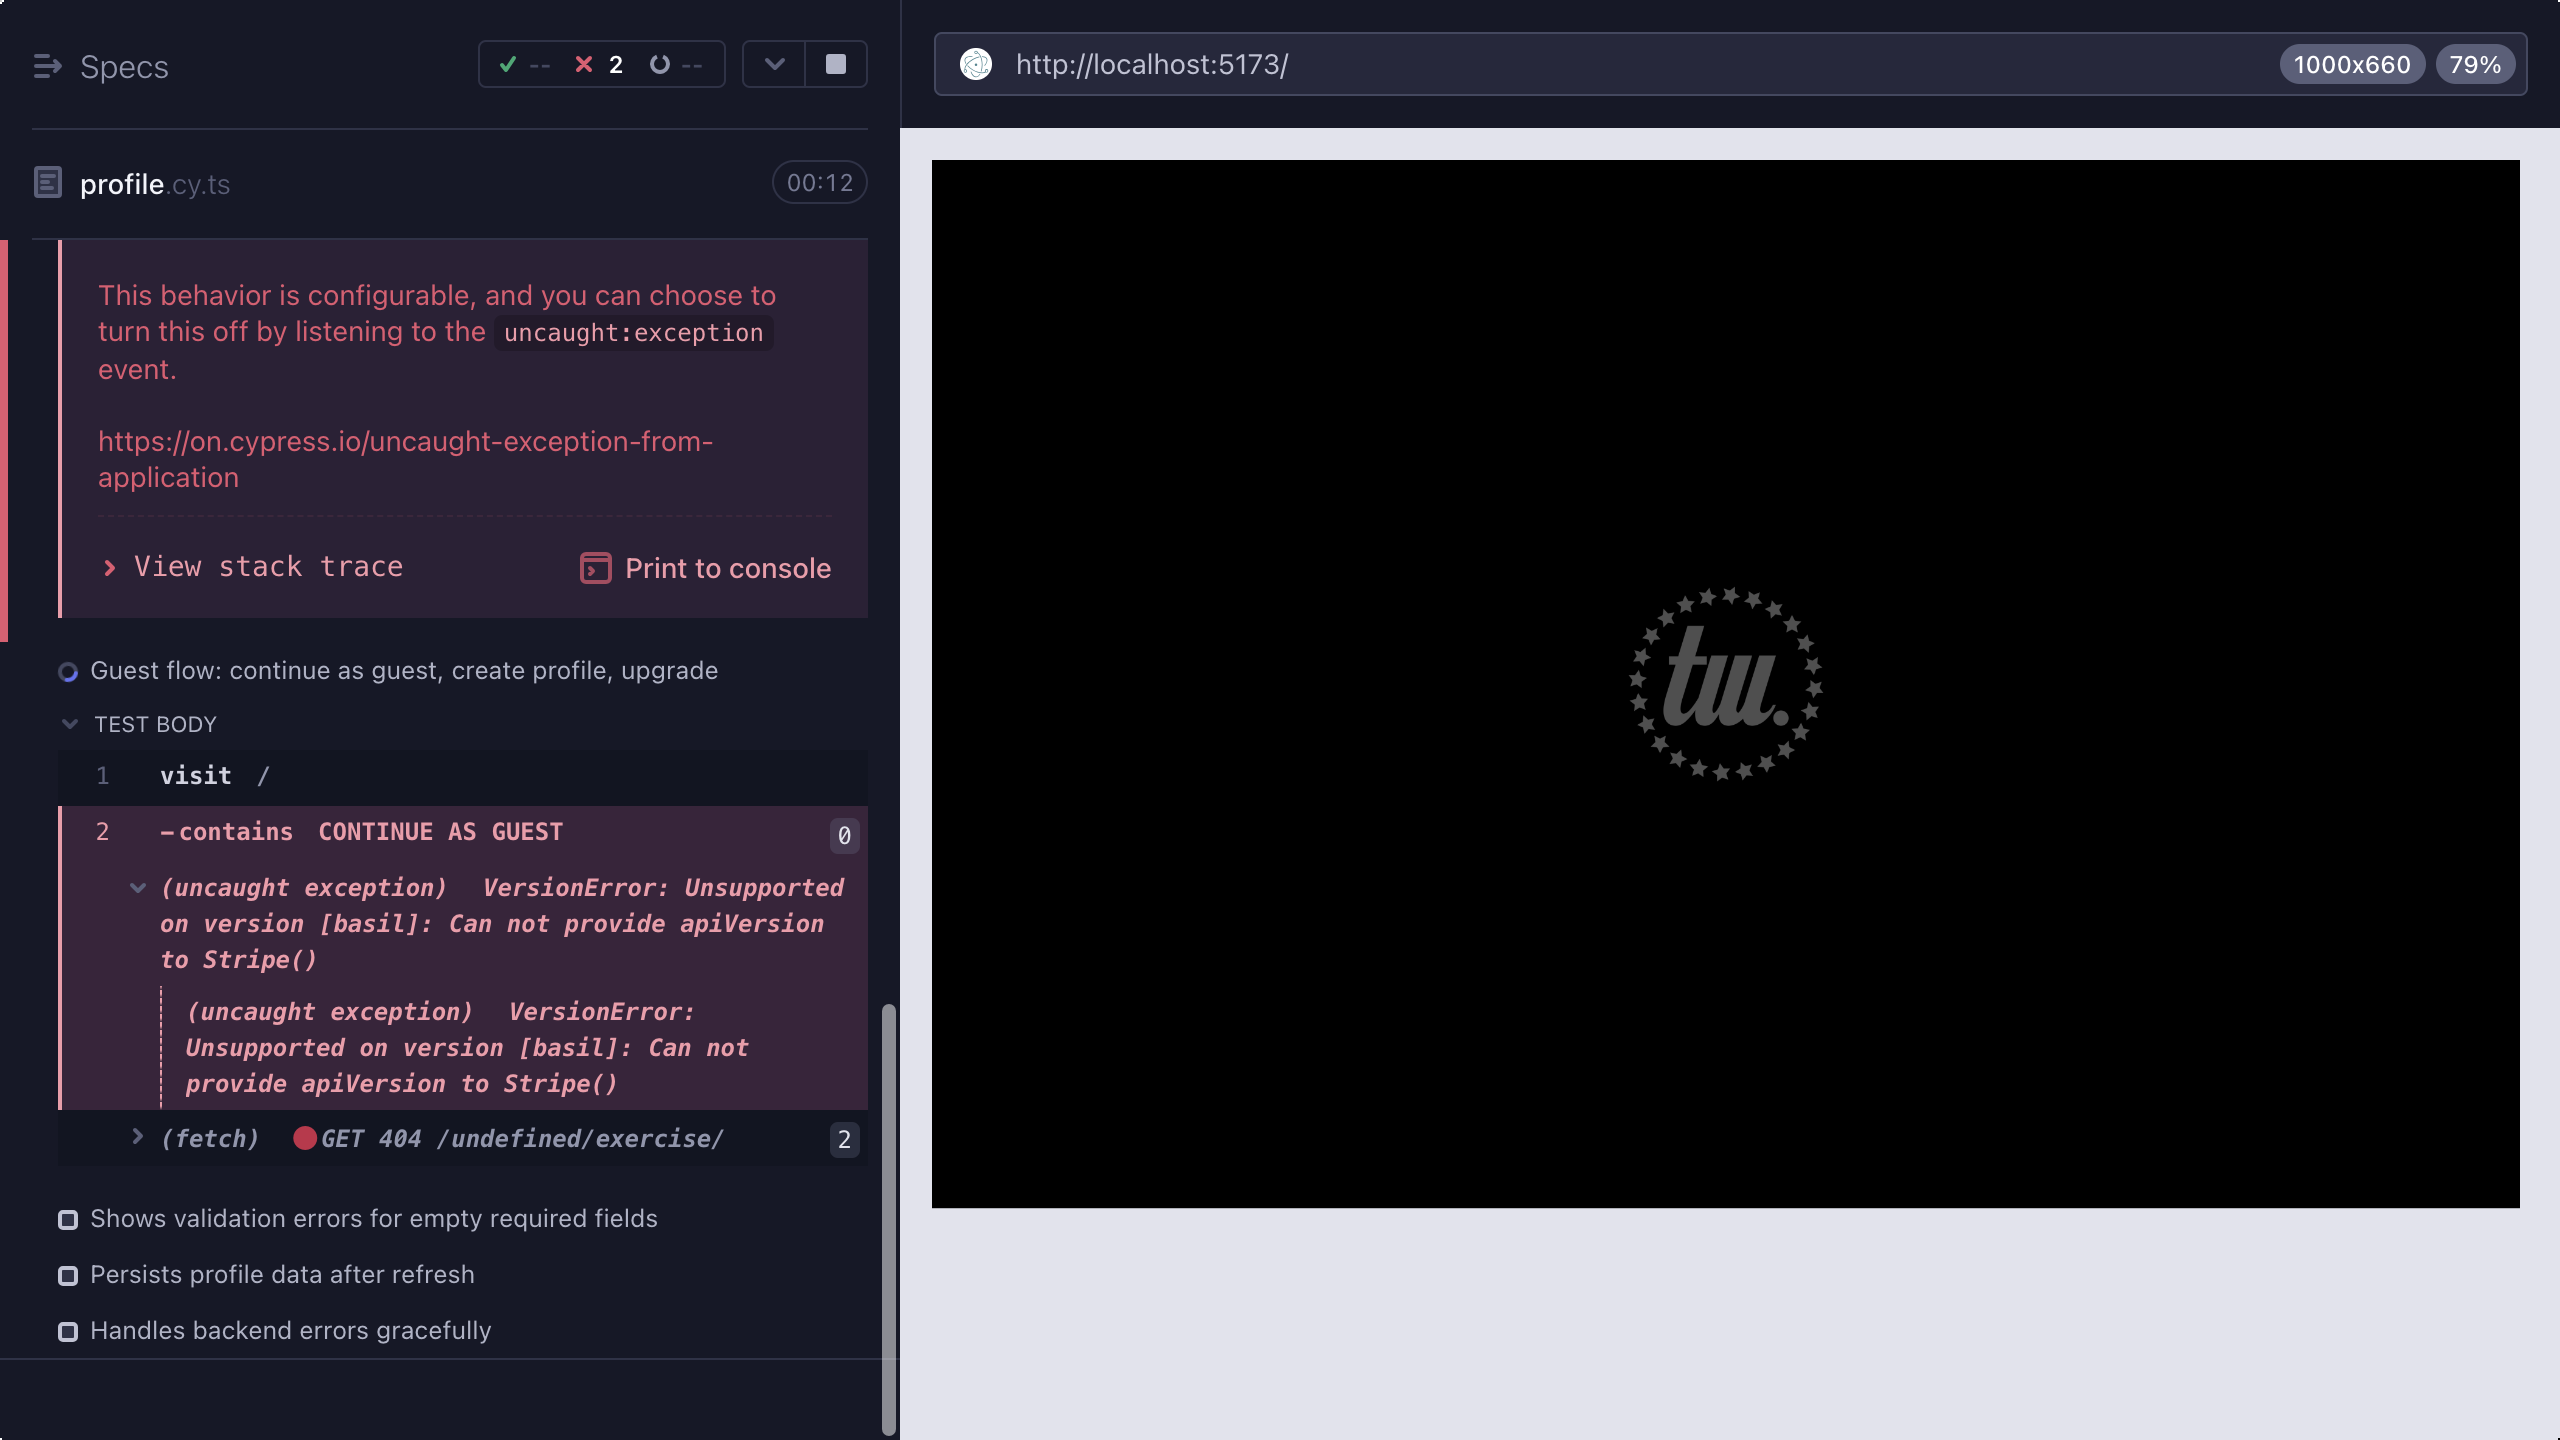 Specs
-- 2 --
http://localhost:5173/
1000x660
79%
profile.cy.ts
00:12
This behavior is configurable, and you can choose to
turn this off by listening to the uncaught:exception
event.
https://on.cypress.io/uncaught-exception-from-
application
View stack trace
Print to console
Guest flow: continue as guest, create profile, upgrade
TEST BODY
1 visit /
2 -contains CONTINUE AS GUEST 0
(uncaught exception) VersionError: Unsupported
on version [basil]: Can not provide apiVersion
to Stripe()
(uncaught exception) VersionError:
Unsupported on version [basil]: Can not
provide apiVersion to Stripe()
(fetch) GET 404 /undefined/exercise/ 2
Shows validation errors for empty required fields
Persists profile data after refresh
Handles backend errors gracefully
tw.